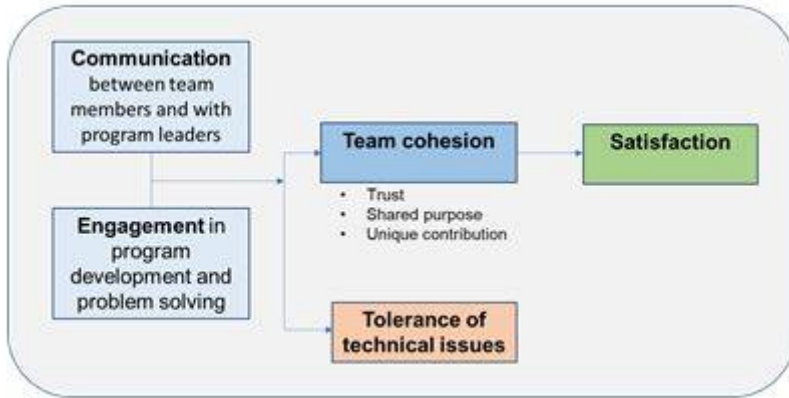 Communication
between team
members and with
program leaders
Engagement in
program
development and
problem solving
Team cohesion
• Trust
• Shared purpose
• Unique contribution
Satisfaction
Tolerance of
technical issues